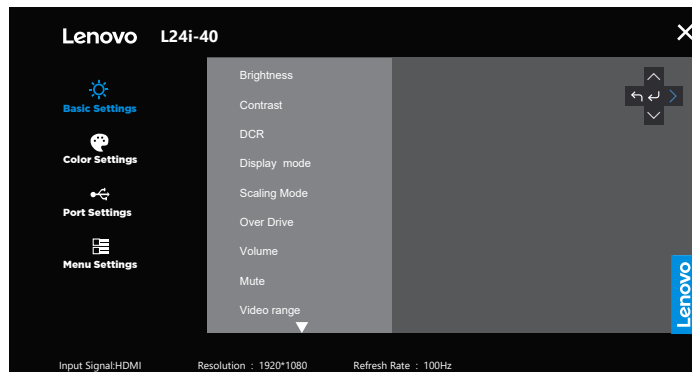 Lenovo L24i-40
Basic Settings
Color Settings
Port Settings
Menu Settings
Brightness
Contrast
DCR
Display mode
Scaling Mode
Over Drive
Volume
Mute
Video range
Lenovo
Input Signal:HDMI Resolution : 1920*1080 Refresh Rate : 100Hz